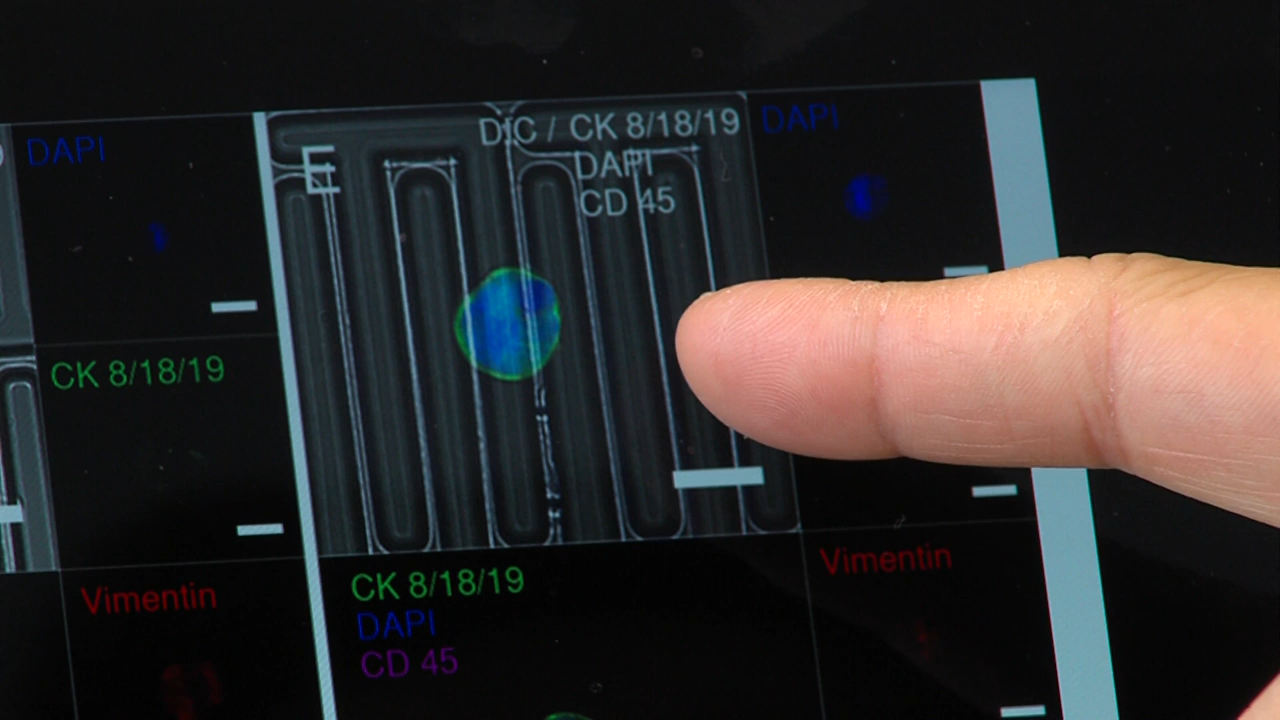 DAPI
CK 8/18/19
Vimentin
E
DIC / CK 8/18/19
DAPI
CD 45
CK 8/18/19
DAPI
CD 45
DAPI
Vimentin